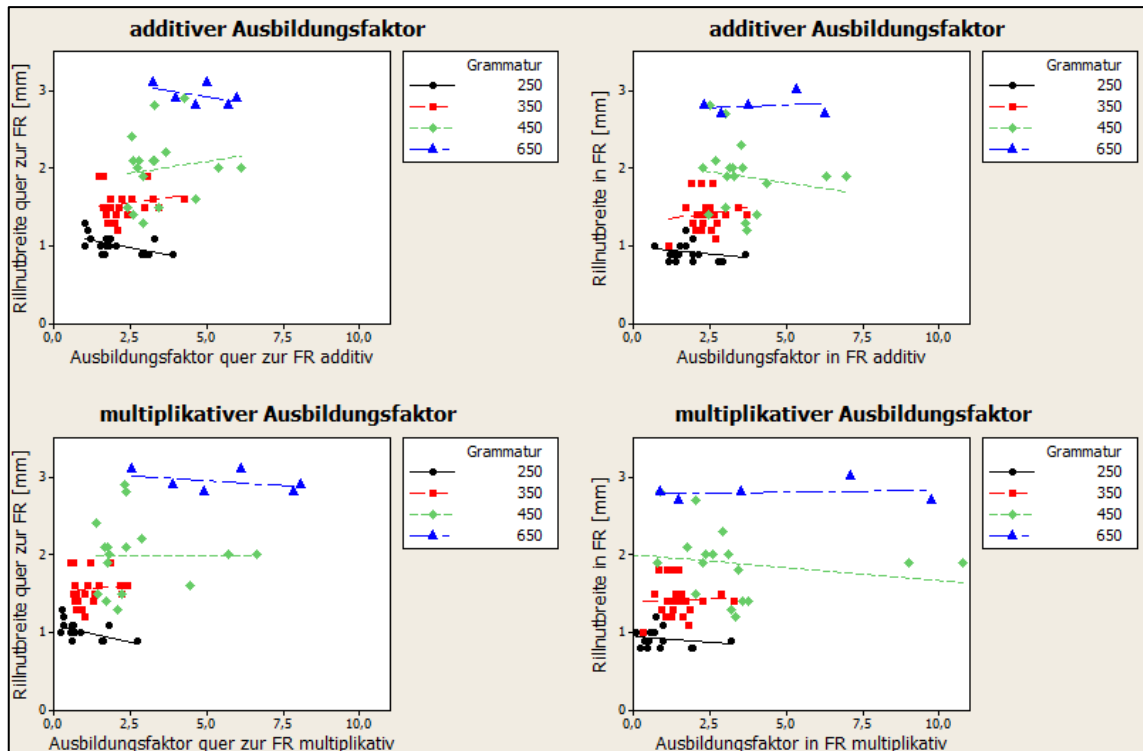 additiver Ausbildungsfaktor
Rillnutbreite quer zur FR [mm]
3
2
1
0
0,0 2,5 5,0 7,5 10,0
Ausbildungsfaktor quer zur FR additiv
Grammatur
250
350
450
650
additiver Ausbildungsfaktor
Rillnutbreite in FR [mm]
3
2
1
0
0,0 2,5 5,0 7,5 10,0
Ausbildungsfaktor in FR additiv
Grammatur
250
350
450
650
multiplikativer Ausbildungsfaktor
Rillnutbreite quer zur FR [mm]
3
2
1
0
0,0 2,5 5,0 7,5 10,0
Ausbildungsfaktor quer zur FR multiplikativ
Grammatur
250
350
450
650
multiplikativer Ausbildungsfaktor
Rillnutbreite in FR [mm]
3
2
1
0
0,0 2,5 5,0 7,5 10,0
Ausbildungsfaktor in FR multiplikativ
Grammatur
250
350
450
650